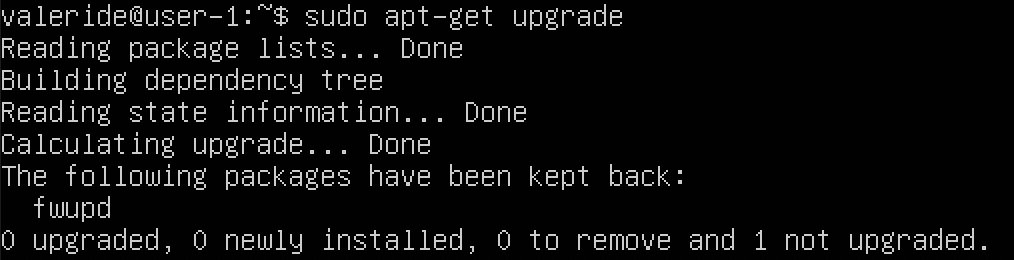 valeride@user-1:~$ sudo apt-get upgrade
Reading package lists... Done
Building dependency tree
Reading state information... Done
Calculating upgrade... Done
The following packages have been kept back:
  fwupd
0 upgraded, 0 newly installed, 0 to remove and 1 not upgraded.